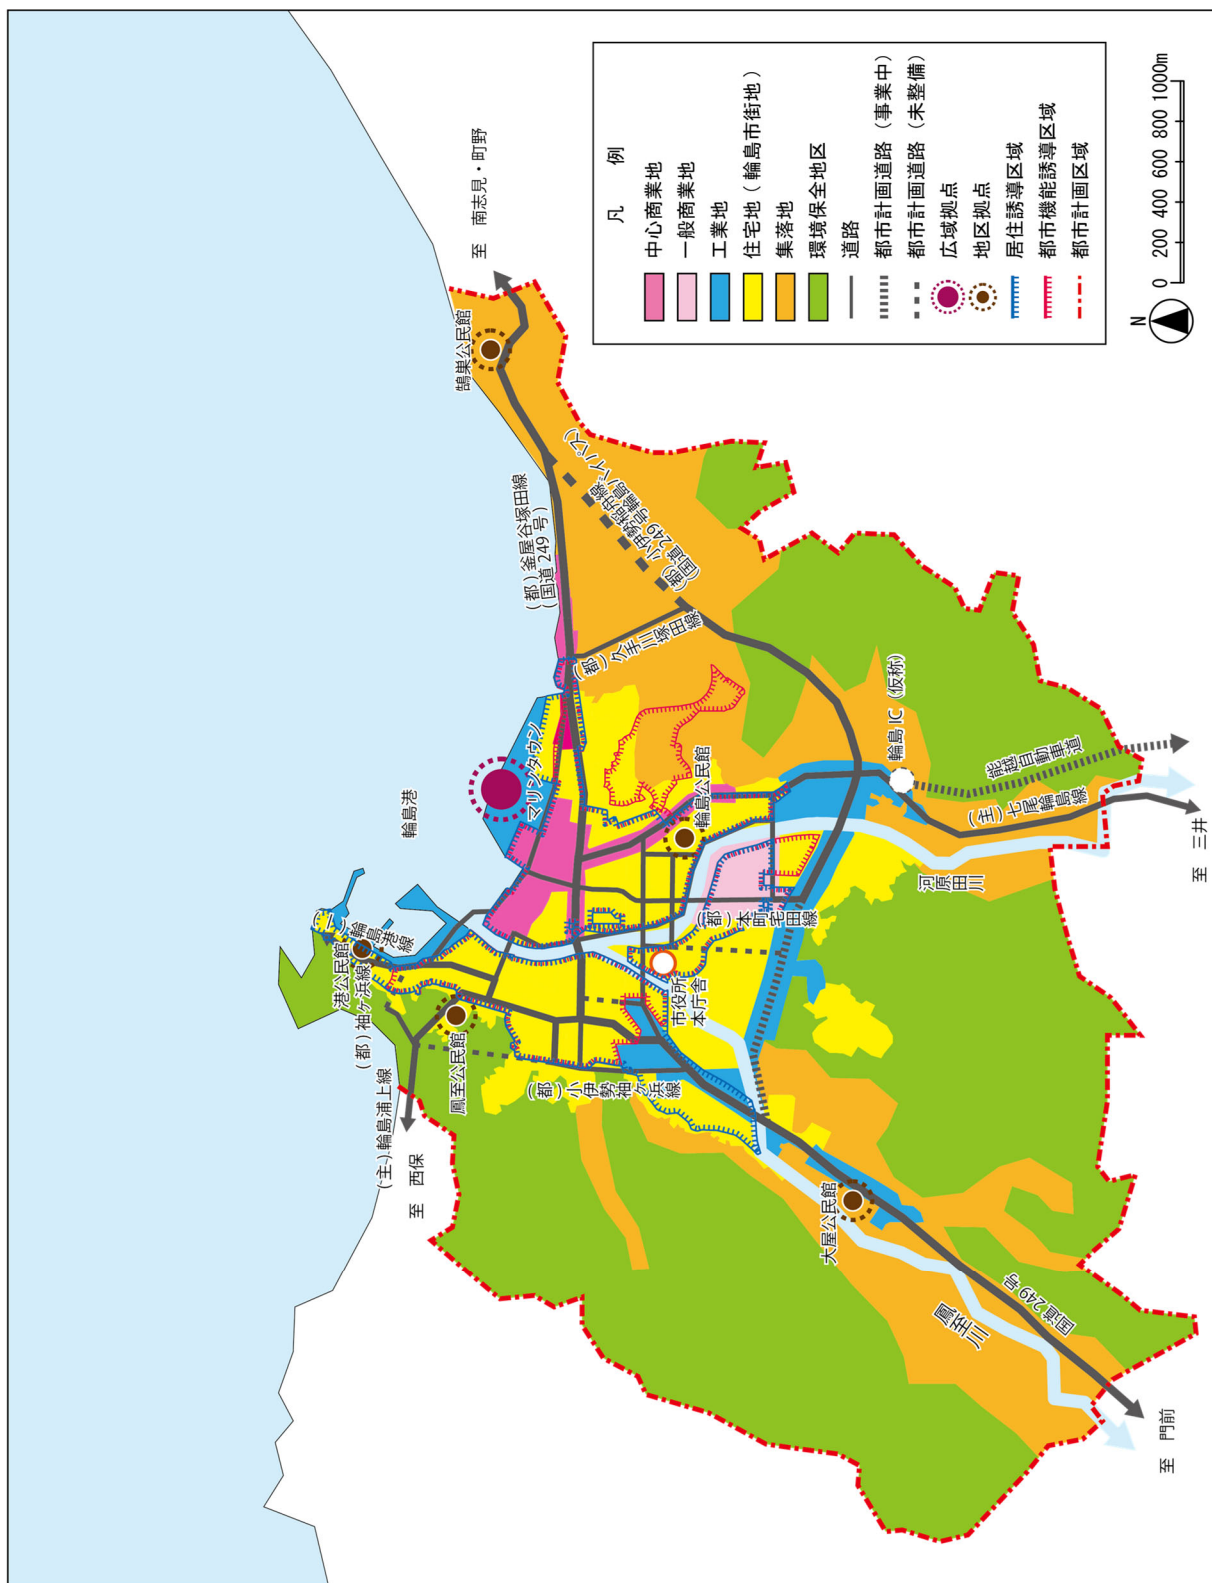 至　南志見・町野
鵠巣公民館
(都)釜屋谷塚田線
(国道249号)
(都)小伊勢稲舟線
(国道249号輪島バイパス)
(都)久手川塚田線
マリンタウン
輪島港
輪島公民館
輪島IC（仮称）
能越自動車道
(主)七尾輪島線
至　三井
河原田川
(都)本町宅田線
市役所
本庁舎
(一)輪島港線
港公民館
(都)袖ケ浜線
鳳至公民館
(主)輪島浦上線
至　西保
(都)小伊勢袖ケ浜線
大屋公民館
鳳至川
国道249号
至　門前
凡　例
中心商業地
一般商業地
工業地
住宅地（輪島市街地）
集落地
環境保全地区
道路
都市計画道路（事業中）
都市計画道路（未整備）
広域拠点
地区拠点
居住誘導区域
都市機能誘導区域
都市計画区域
N
0 200 400 600 800 1000m